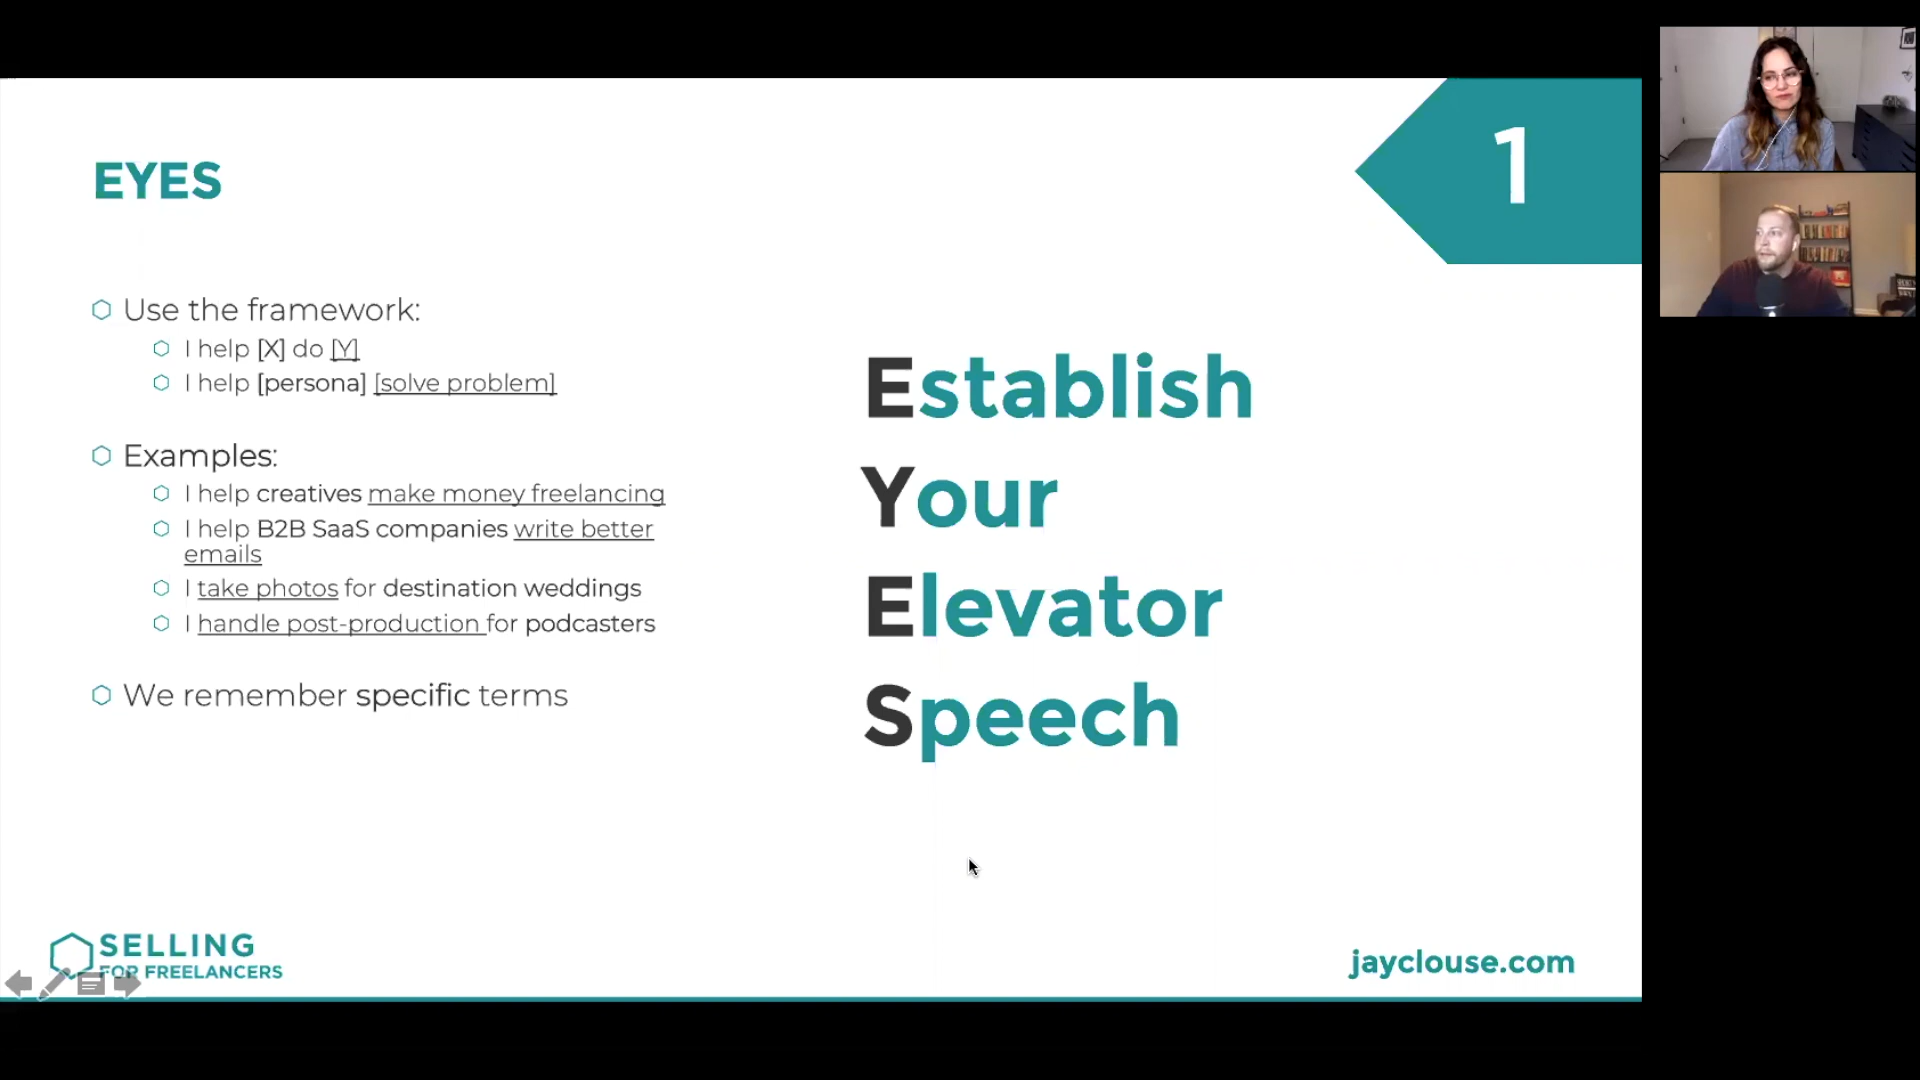 1
EYES
Use the framework:
I help [X] do [Y]
I help [persona] [solve problem]
Examples:
I help creatives make money freelancing
I help B2B SaaS companies write better
emails
I take photos for destination weddings
I handle post-production for podcasters
We remember specific terms
Establish
Your
Elevator
Speech
SELLING
FOR FREELANCERS
jayclouse.com